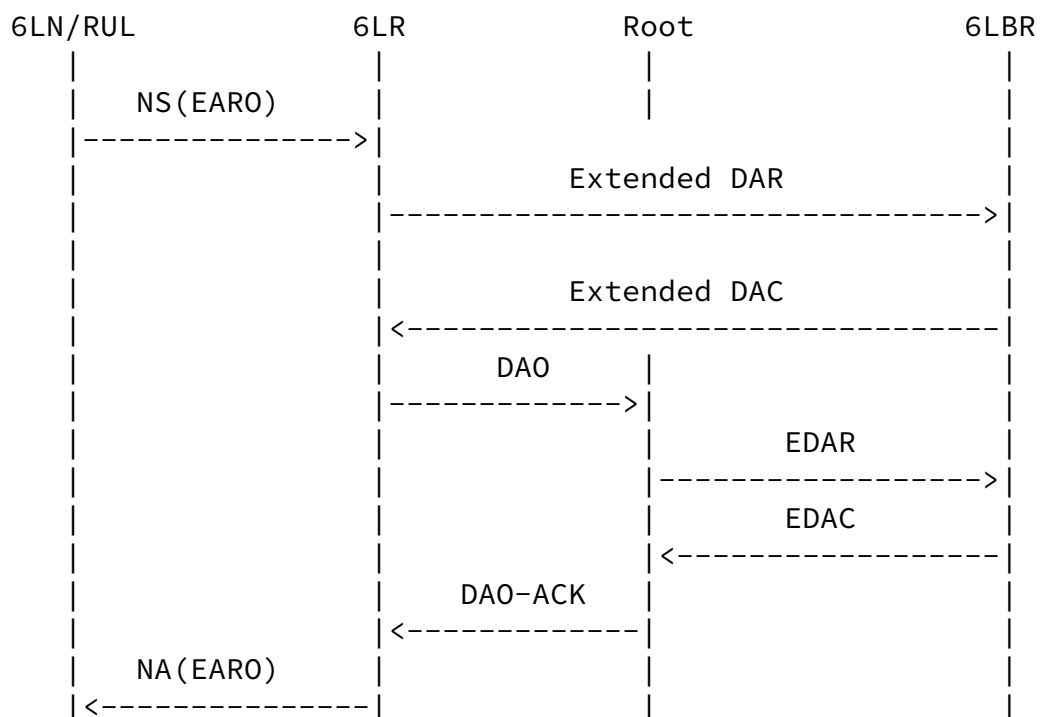 6LN/RUL 6LR Root 6LBR
NS(EARO)
Extended DAR
Extended DAC
DAO
EDAR
EDAC
DAO-ACK
NA(EARO)